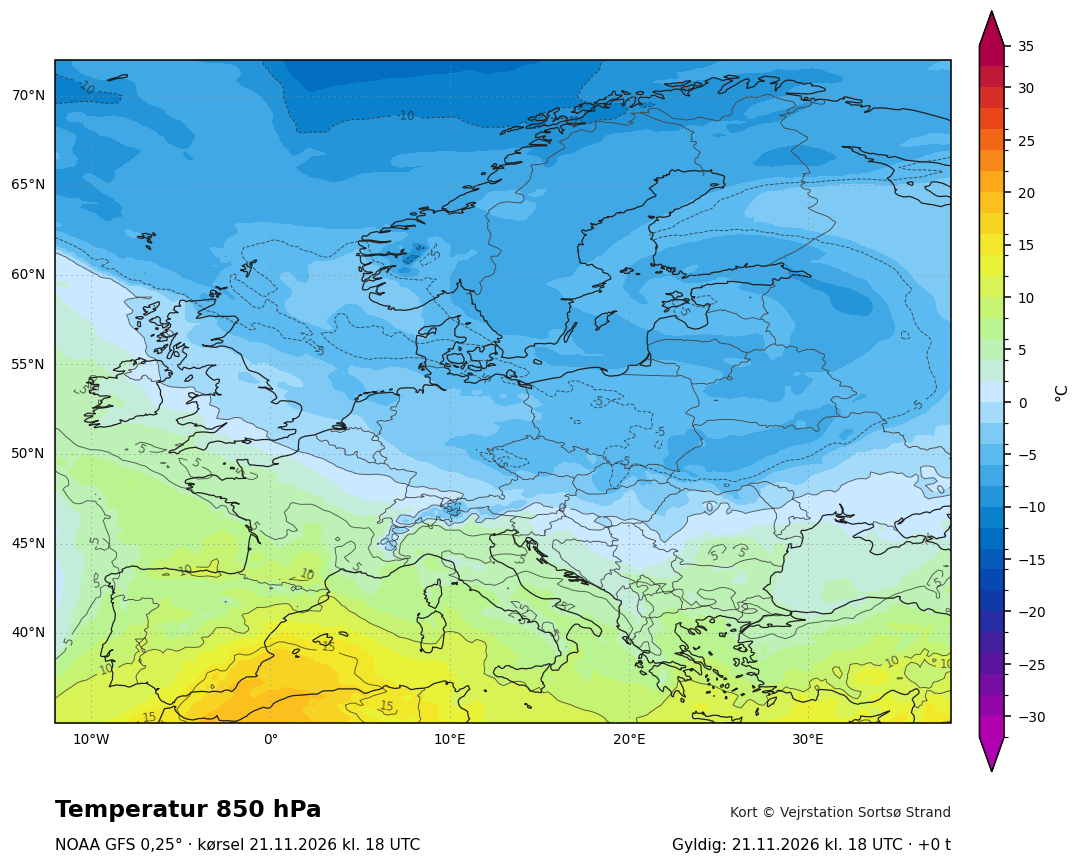 70°N
65°N
60°N
55°N
50°N
45°N
40°N
10°W 0° 10°E 20°E 30°E
35
30
25
20
15
10
5
0
−5
−10
−15
−20
−25
−30
°C
Temperatur 850 hPa
Kort © Vejrstation Sortsø Strand
NOAA GFS 0,25° · kørsel 21.11.2026 kl. 18 UTC
Gyldig: 21.11.2026 kl. 18 UTC · +0 t